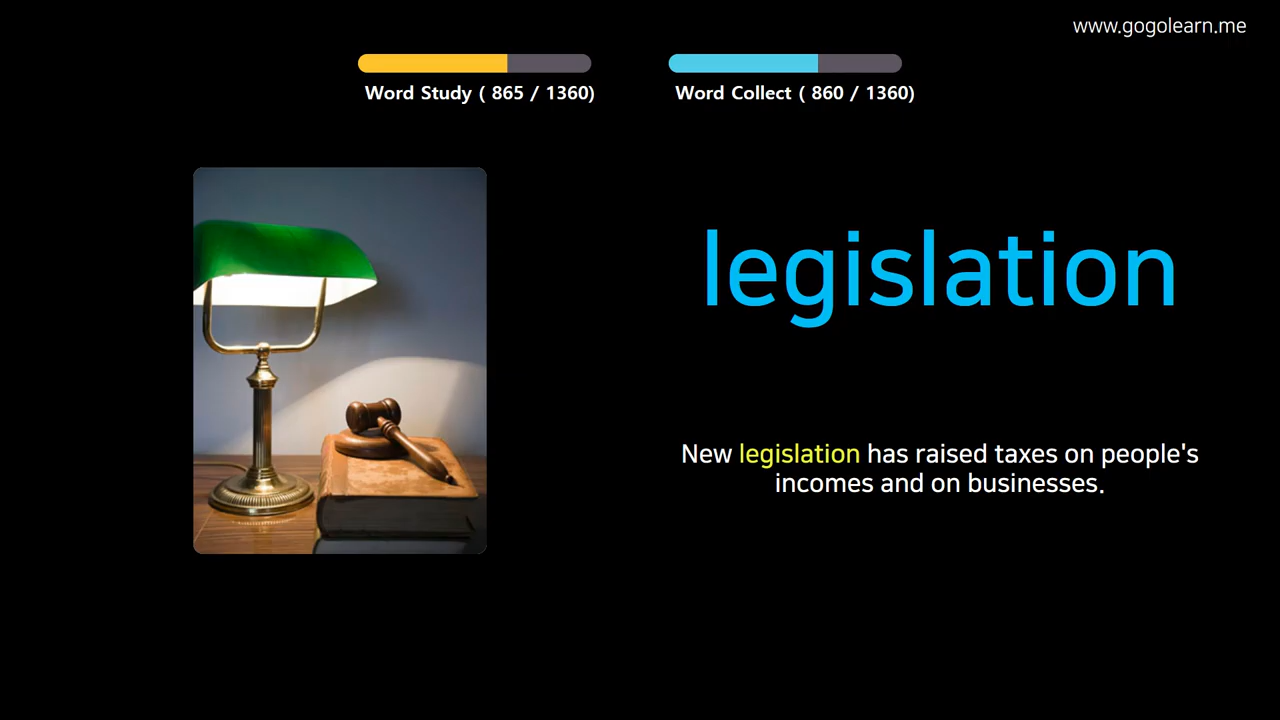 www.gogolearn.me
Word Study ( 865 / 1360)
Word Collect ( 860 / 1360)
legislation
New legislation has raised taxes on people's
incomes and on businesses.